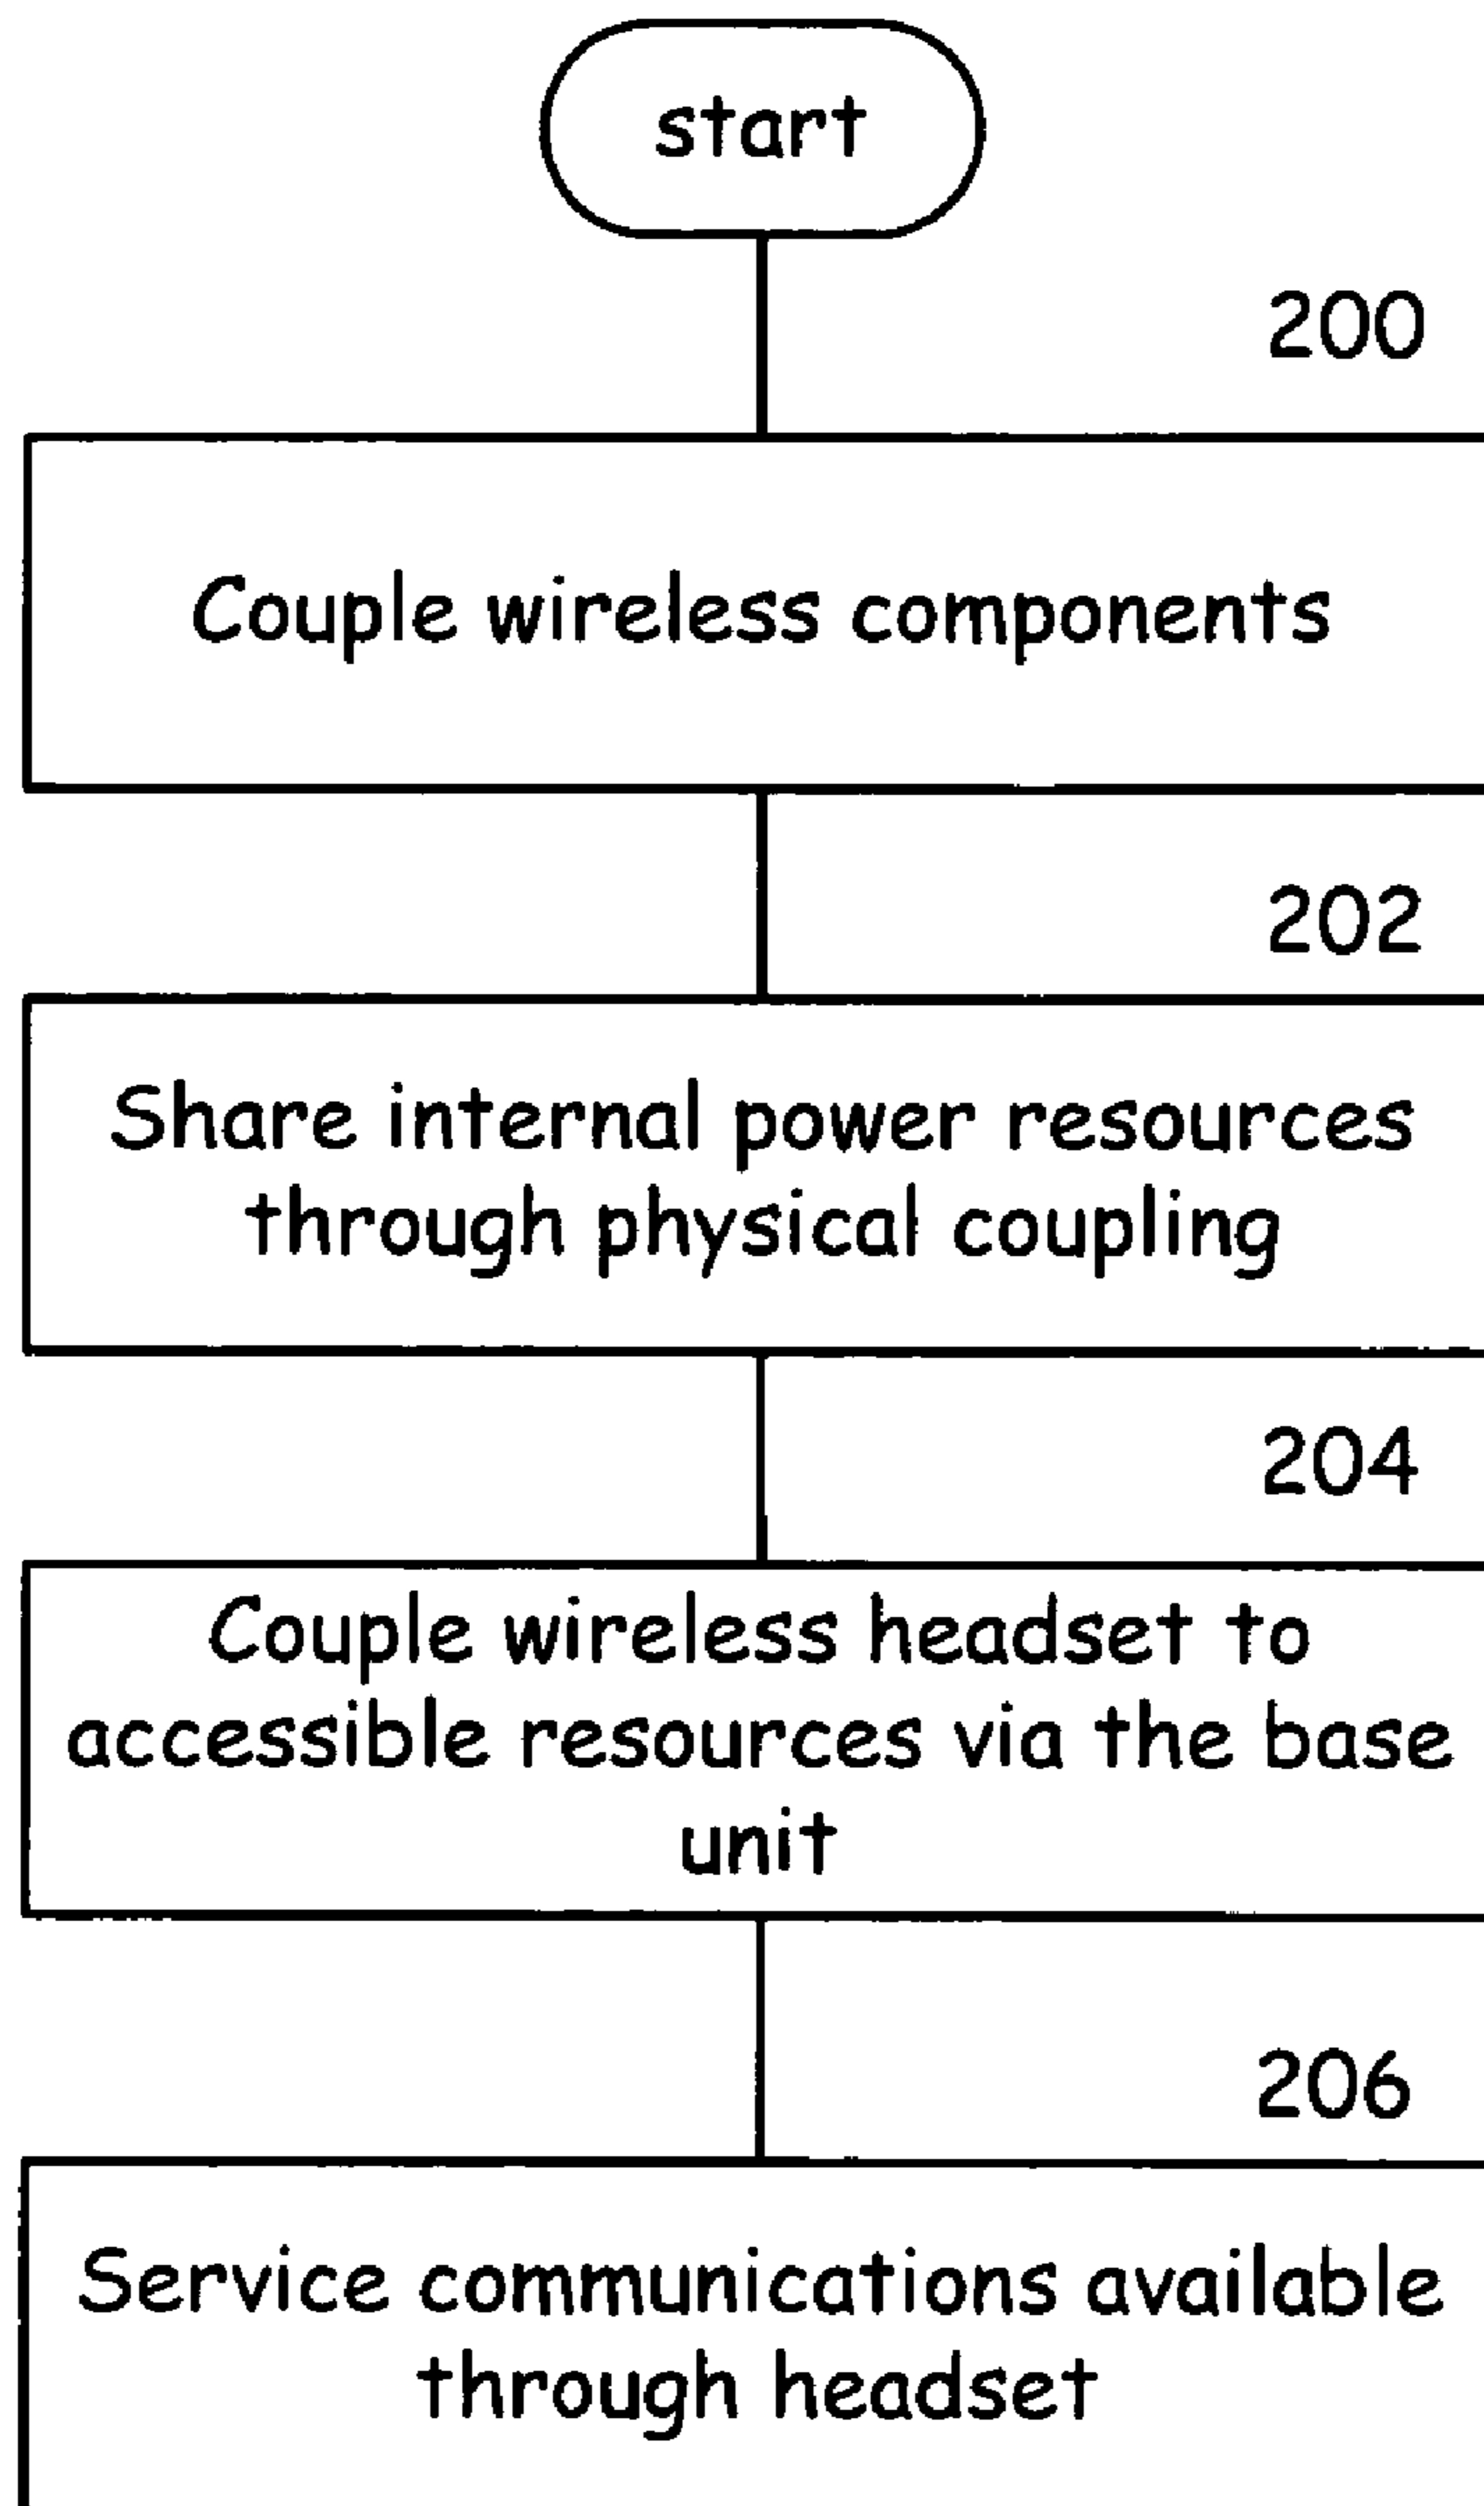 start
200
Couple wireless components
202
Share internal power resources
through physical coupling
204
Couple wireless headset to
accessible resources via the base
unit
206
Service communications available
through headset